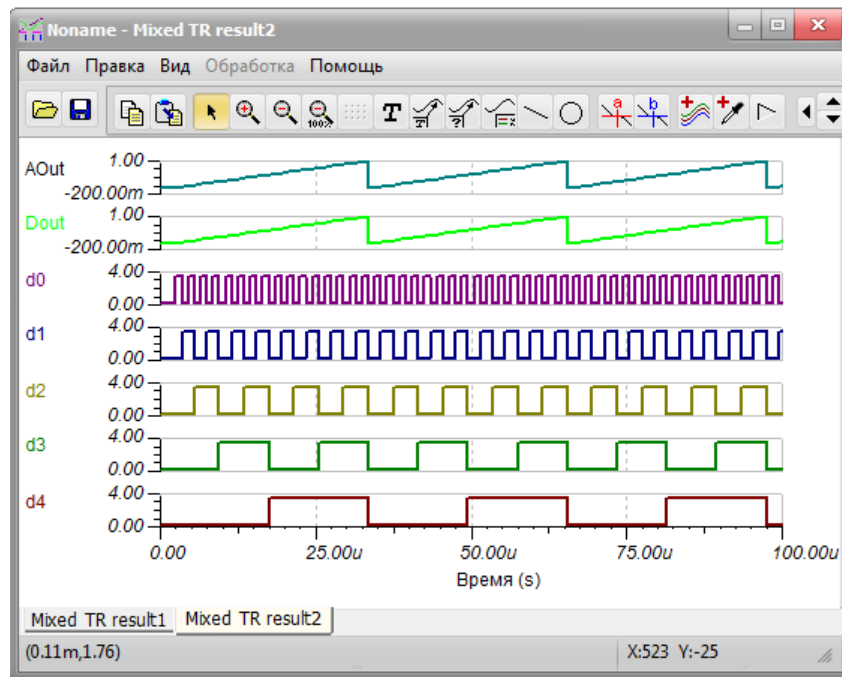 Noname - Mixed TR result2
Файл Правка Вид Обработка Помощь
100% T T ? =x a b
AOut 1.00
-200.00m
Dout 1.00
-200.00m
d0 4.00
0.00
d1 4.00
0.00
d2 4.00
0.00
d3 4.00
0.00
d4 4.00
0.00
0.00 25.00u 50.00u 75.00u 100.00u
Время (s)
Mixed TR result1 Mixed TR result2
(0.11m,1.76) X:523 Y:-25